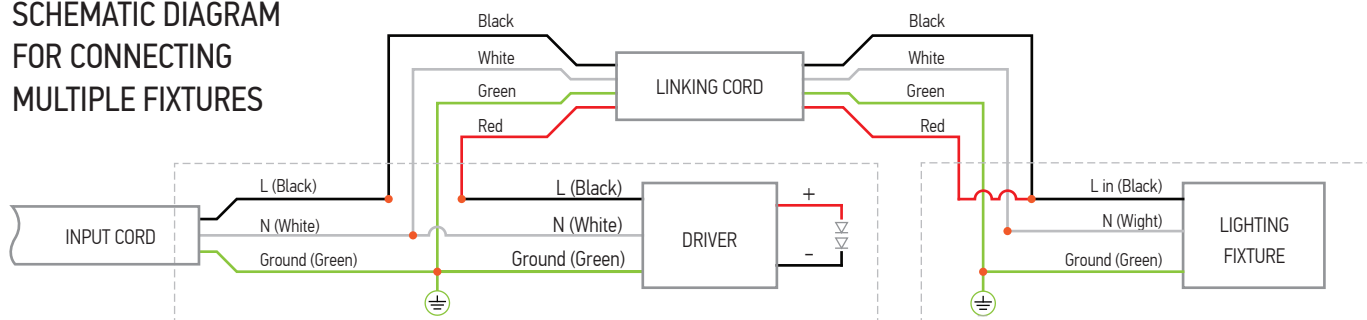 SCHEMATIC DIAGRAM
FOR CONNECTING
MULTIPLE FIXTURES
Black
White
Green
Red
LINKING CORD
Black
White
Green
Red
INPUT CORD
L (Black)
N (White)
Ground (Green)
L (Black)
N (White)
Ground (Green)
DRIVER
+
–
L in (Black)
N (Wight)
Ground (Green)
LIGHTING
FIXTURE